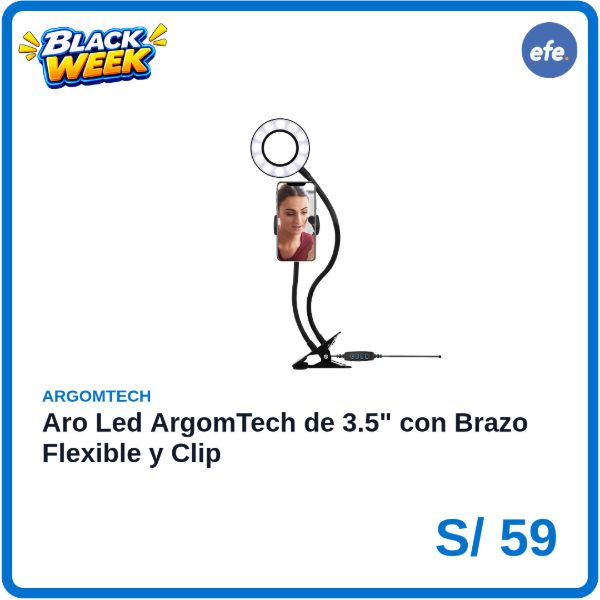 BLACK
WEEK
efe.
ARGOMTECH
Aro Led ArgomTech de 3.5" con Brazo
Flexible y Clip
S/ 59